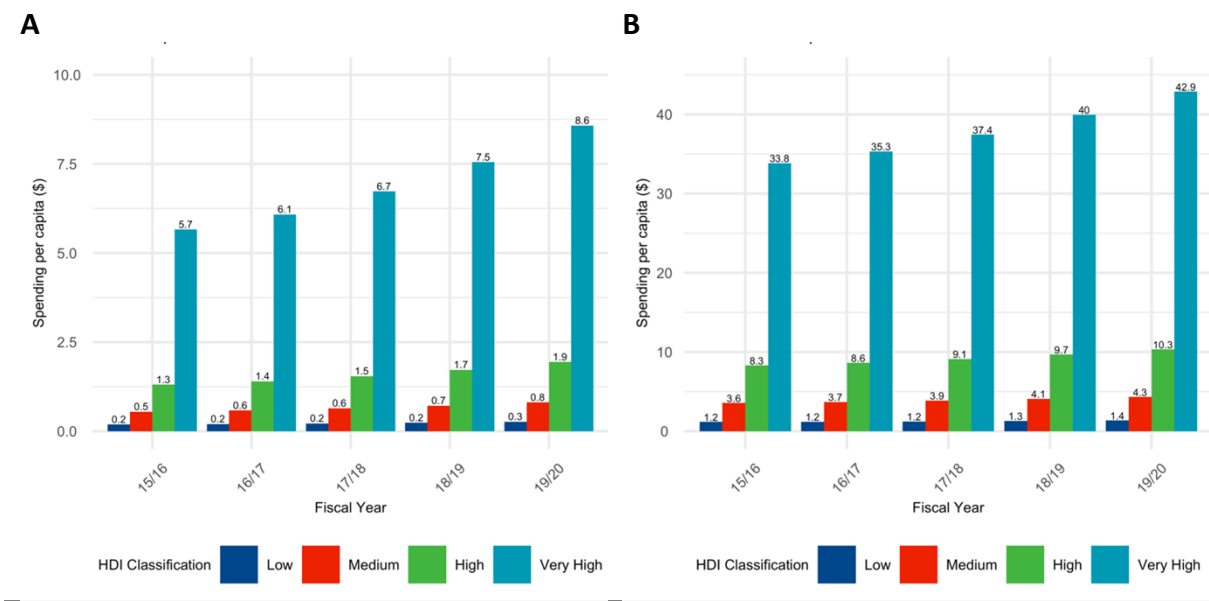 A
10.0
7.5
5.0
2.5
0.0
Spending per capita ($)
0.2 0.5 1.3 5.7
0.2 0.6 1.4 6.1
0.2 0.6 1.5 6.7
0.2 0.7 1.7 7.5
0.3 0.8 1.9 8.6
15/16 16/17 17/18 18/19 19/20
Fiscal Year
HDI Classification Low Medium High Very High
B
40
30
20
10
0
Spending per capita ($)
1.2 3.6 8.3 33.8
1.2 3.7 8.6 35.3
1.2 3.9 9.1 37.4
1.3 4.1 9.7 40
1.4 4.3 10.3 42.9
15/16 16/17 17/18 18/19 19/20
Fiscal Year
HDI Classification Low Medium High Very High